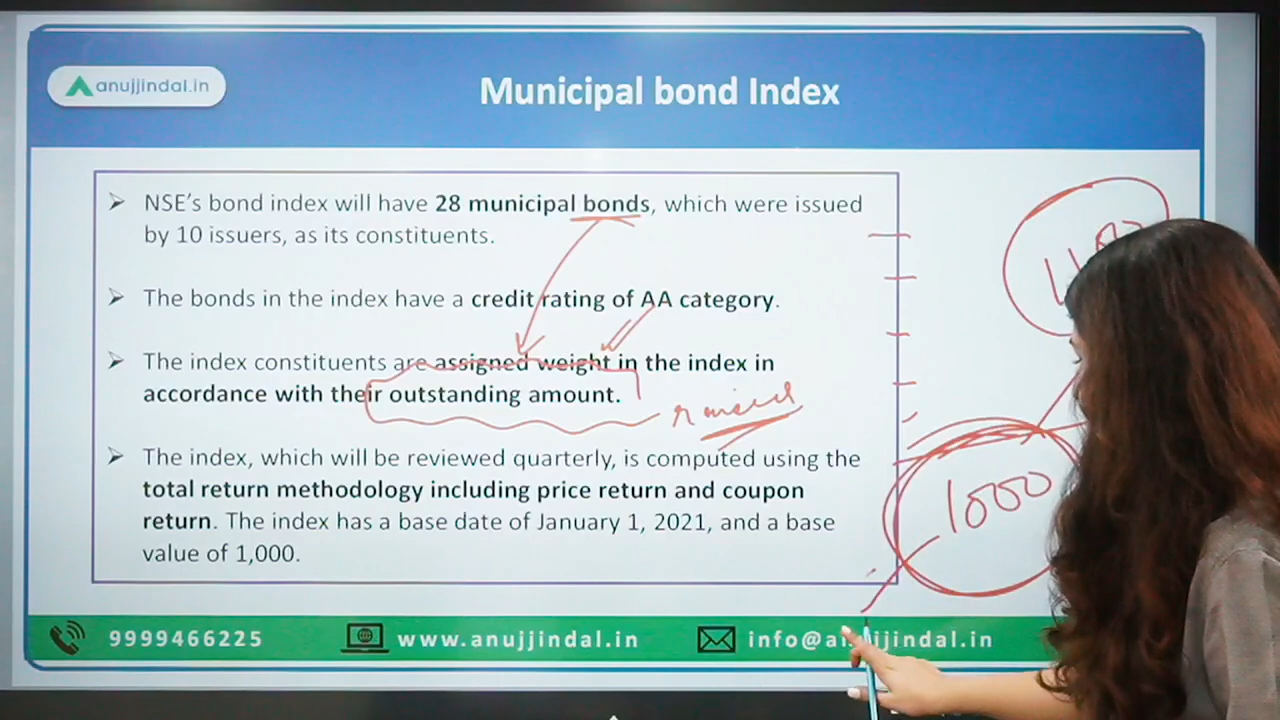 anujjindal.in
Municipal bond Index
➢ NSE's bond index will have 28 municipal bonds, which were issued
by 10 issuers, as its constituents.
➢ The bonds in the index have a credit rating of AA category.
➢ The index constituents are assigned weight in the index in
accordance with their outstanding amount.
➢ The index, which will be reviewed quarterly, is computed using the
total return methodology including price return and coupon
return. The index has a base date of January 1, 2021, and a base
value of 1,000.
1000
9999466225
www.anujjindal.in
info@anujjindal.in